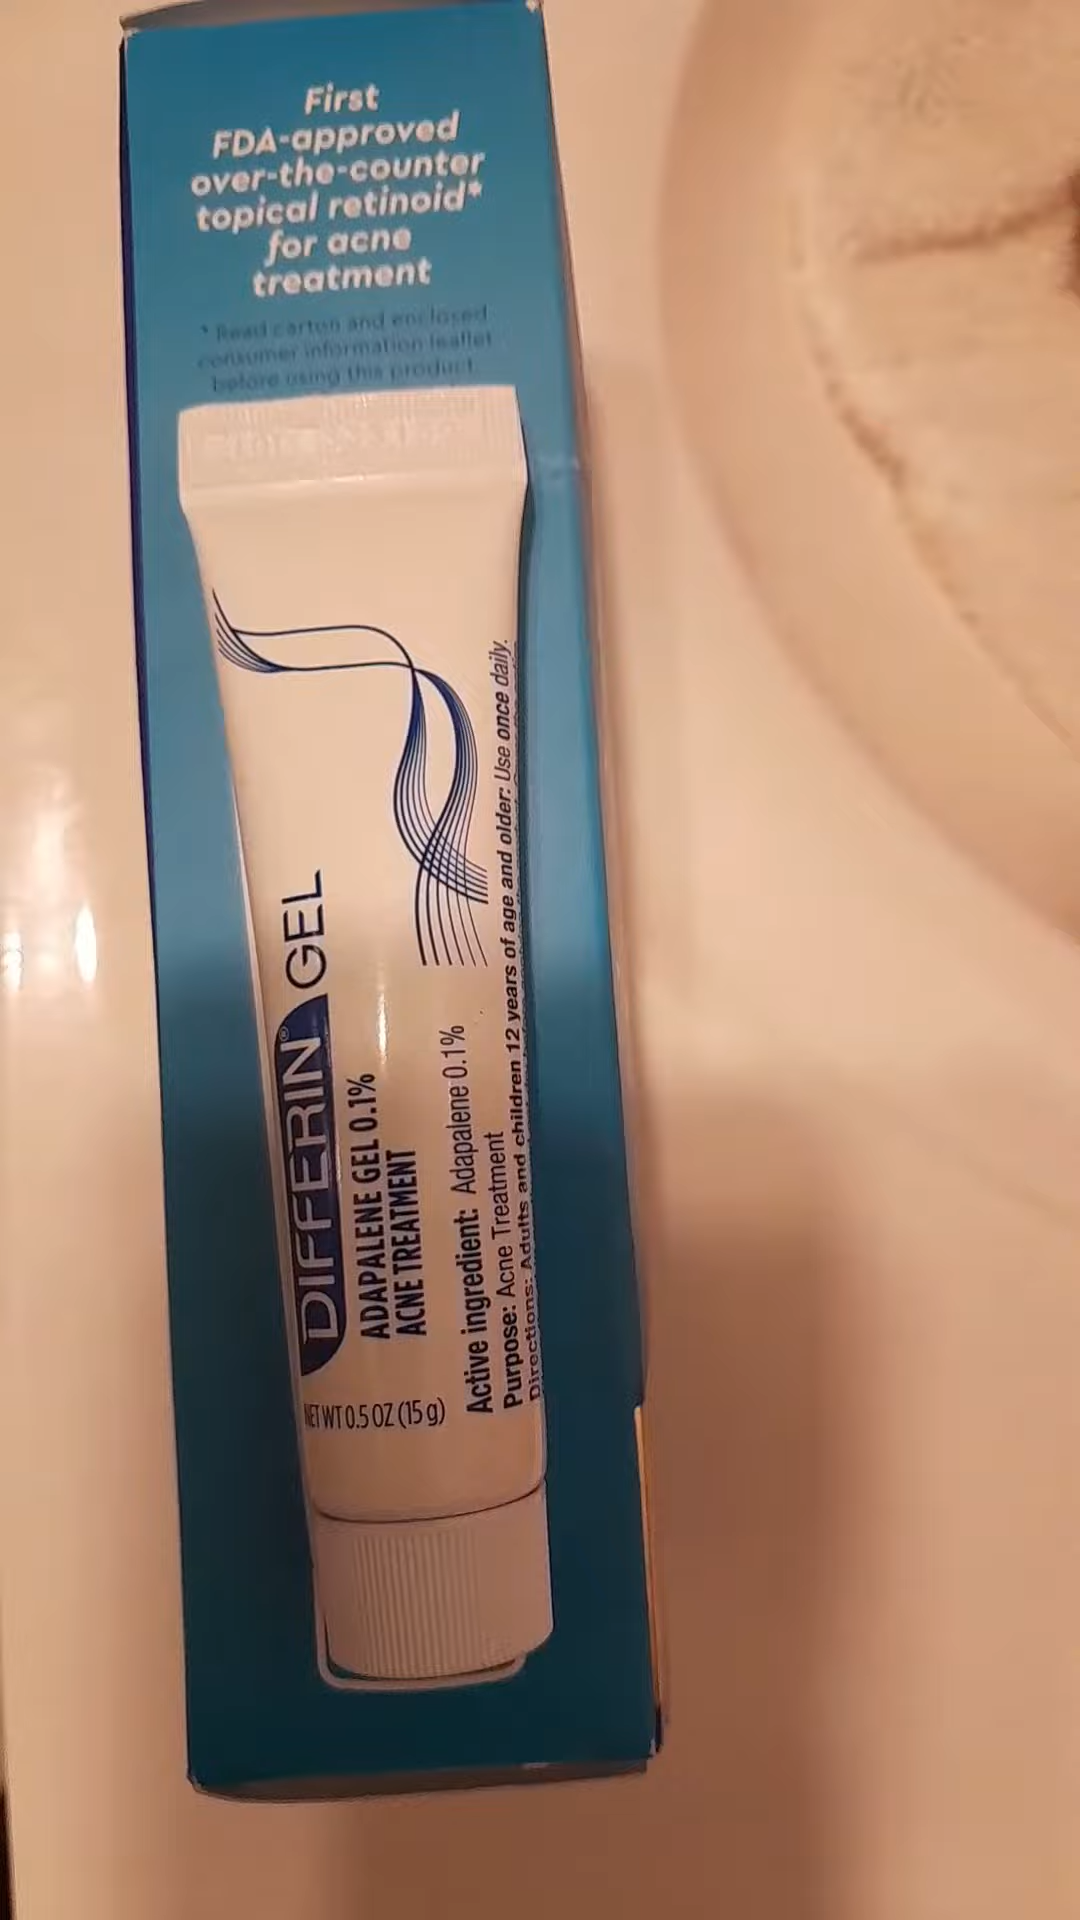 First
FDA-approved
over-the-counter
topical retinoid*
for acne
treatment
* Read carton and enclosed
consumer information leaflet
before using this product.
DIFFERIN® GEL
ADAPALENE GEL 0.1%
ACNE TREATMENT
Active ingredient: Adapalene 0.1%
Purpose: Acne Treatment
Directions: Adults and children 12 years of age and older: Use once daily.
NET WT 0.5 OZ (15 g)